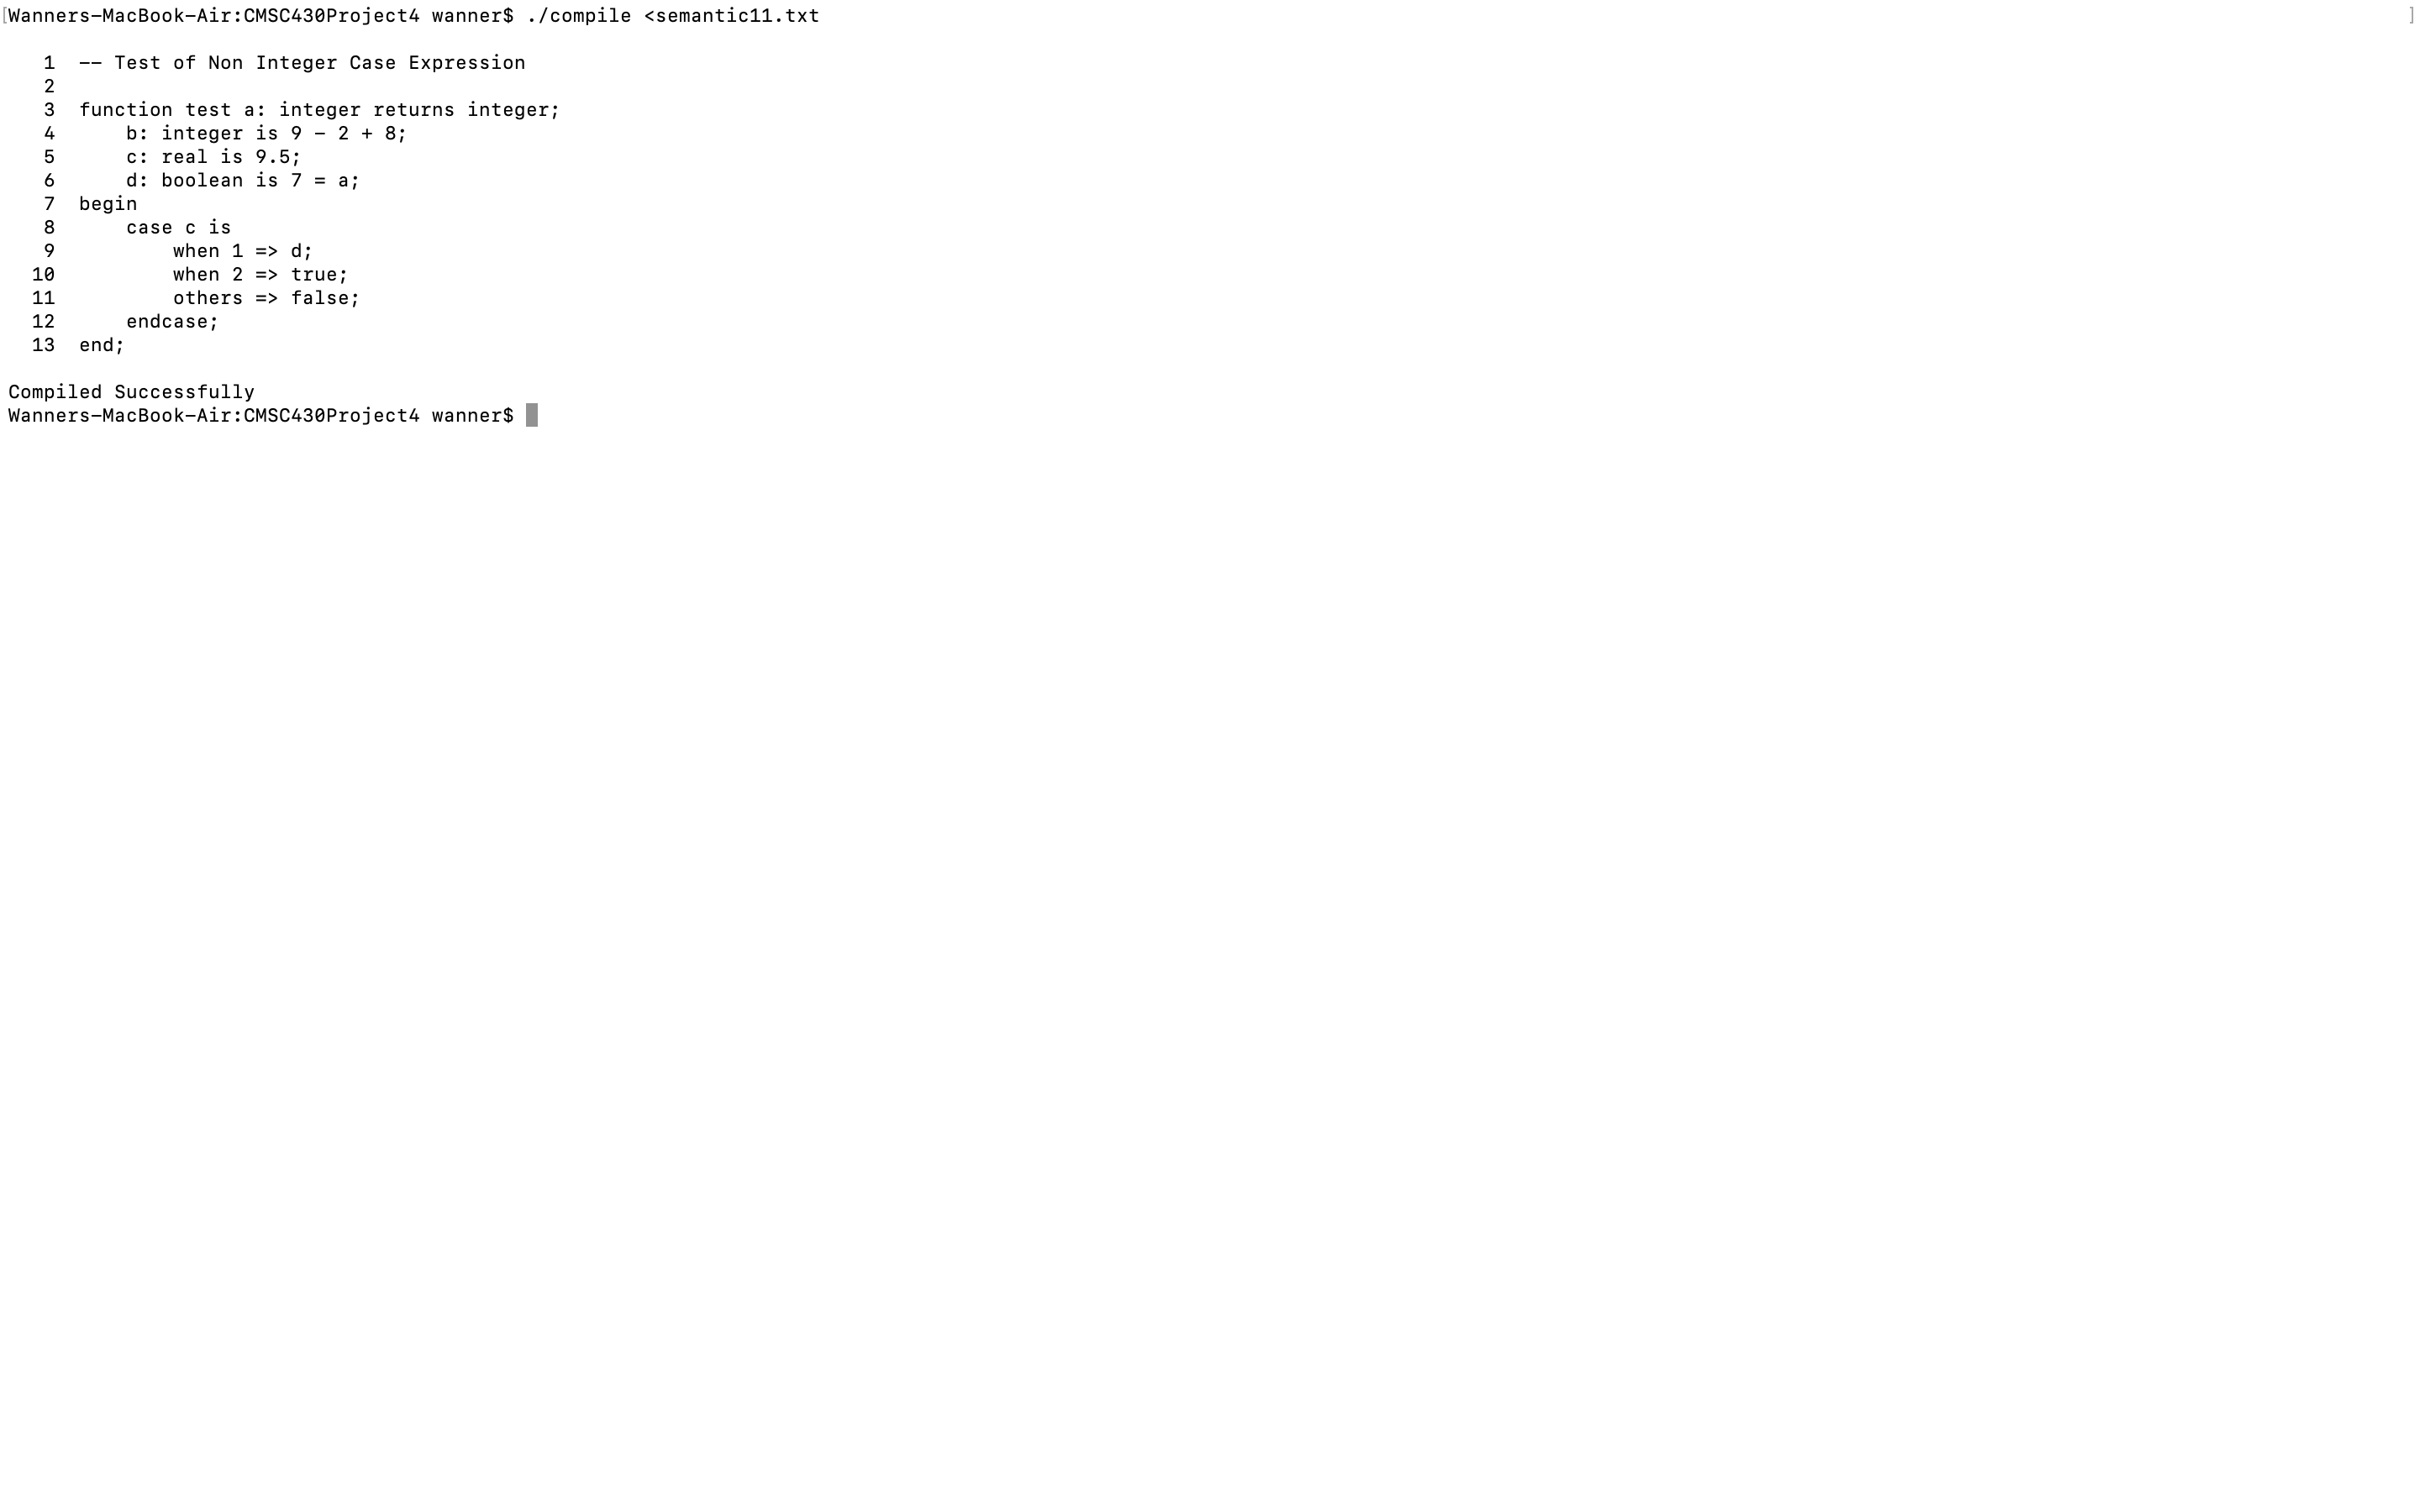 [Wanners-MacBook-Air:CMSC430Project4 wanner$ ./compile <semantic11.txt ]
1 -- Test of Non Integer Case Expression
2
3 function test a: integer returns integer;
4 b: integer is 9 - 2 + 8;
5 c: real is 9.5;
6 d: boolean is 7 = a;
7 begin
8 case c is
9 when 1 => d;
10 when 2 => true;
11 others => false;
12 endcase;
13 end;
Compiled Successfully
Wanners-MacBook-Air:CMSC430Project4 wanner$